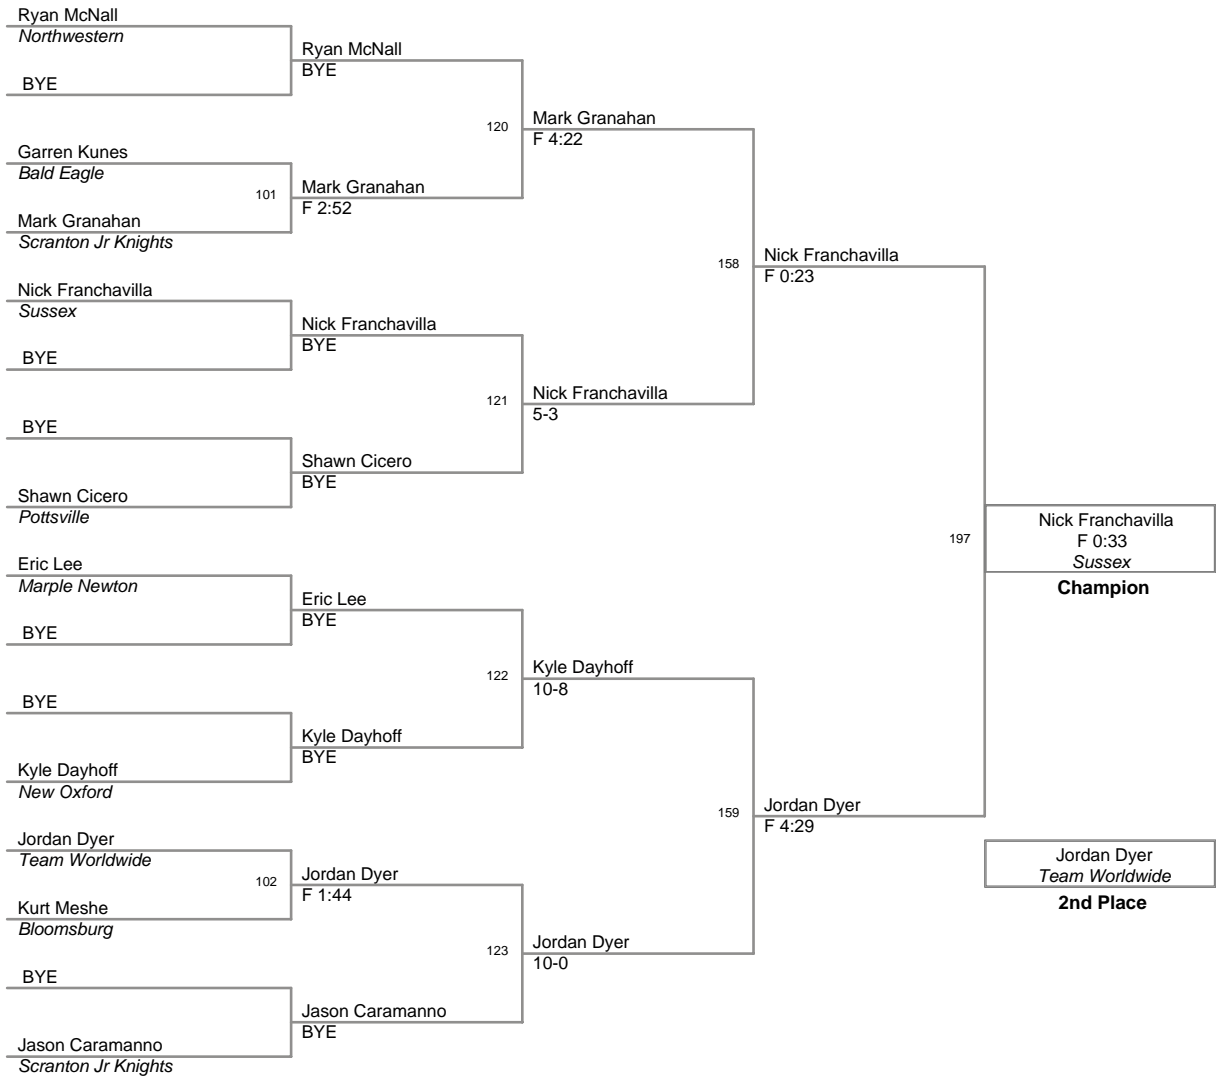 Ryan McNall
Northwestern
BYE
Garren Kunes
Bald Eagle
101
Mark Granahan
Scranton Jr Knights
Nick Franchavilla
Sussex
BYE
BYE
Shawn Cicero
Pottsville
Eric Lee
Marple Newton
BYE
BYE
Kyle Dayhoff
New Oxford
Jordan Dyer
Team Worldwide
102
Kurt Meshe
Bloomsburg
BYE
Jason Caramanno
Scranton Jr Knights
Ryan McNall
BYE
120
Mark Granahan
F 2:52
Nick Franchavilla
BYE
121
Shawn Cicero
BYE
Eric Lee
BYE
122
Kyle Dayhoff
BYE
Jordan Dyer
F 1:44
123
Jason Caramanno
BYE
Mark Granahan
F 4:22
158
Nick Franchavilla
5-3
Kyle Dayhoff
10-8
159
Jordan Dyer
10-0
Nick Franchavilla
F 0:23
197
Jordan Dyer
F 4:29
Nick Franchavilla
F 0:33
Sussex
Champion
Jordan Dyer
Team Worldwide
2nd Place